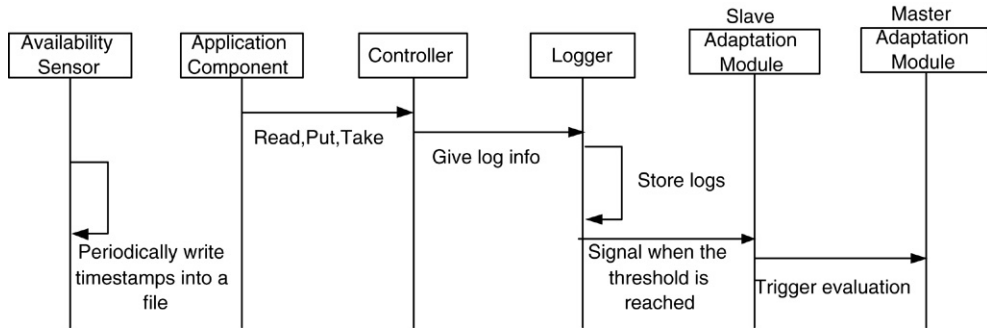 Slave
Master
Availability
Sensor
Application
Component
Controller
Logger
Adaptation
Module
Adaptation
Module
Read,Put,Take
Give log info
Store logs
Periodically write
timestamps into a
file
Signal when the
threshold is
reached
Trigger evaluation